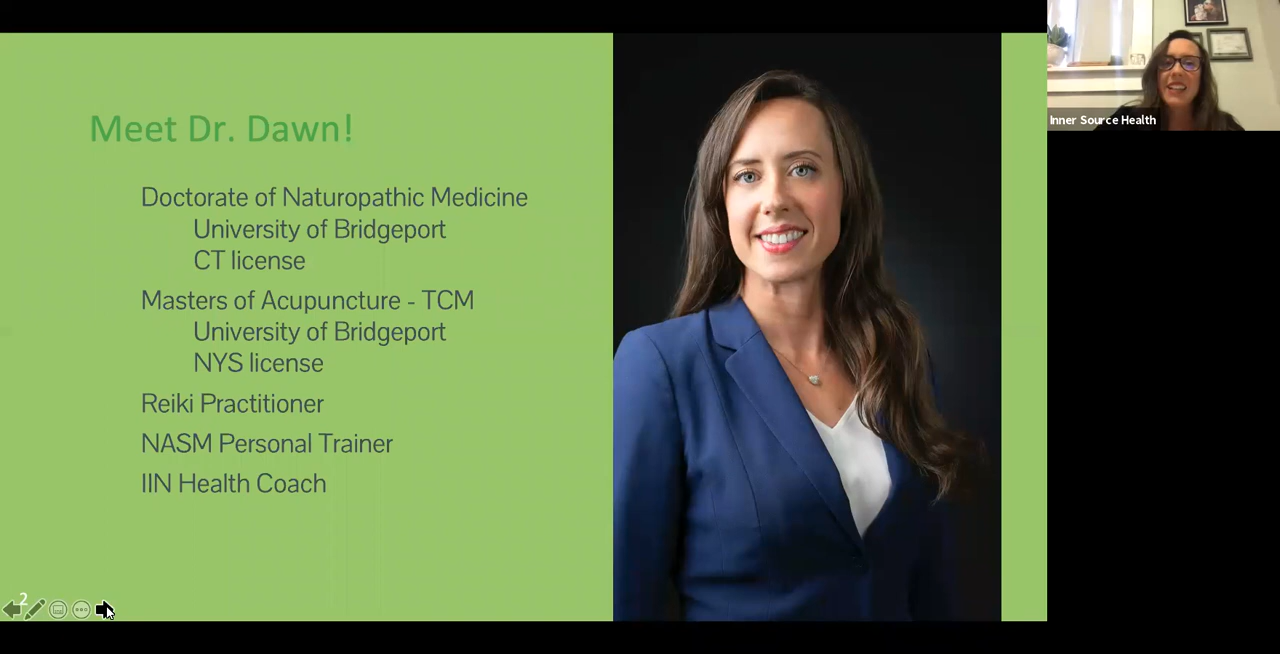 Meet Dr. Dawn!
Doctorate of Naturopathic Medicine
University of Bridgeport
CT license
Masters of Acupuncture - TCM
University of Bridgeport
NYS license
Reiki Practitioner
NASM Personal Trainer
IIN Health Coach
2
Inner Source Health